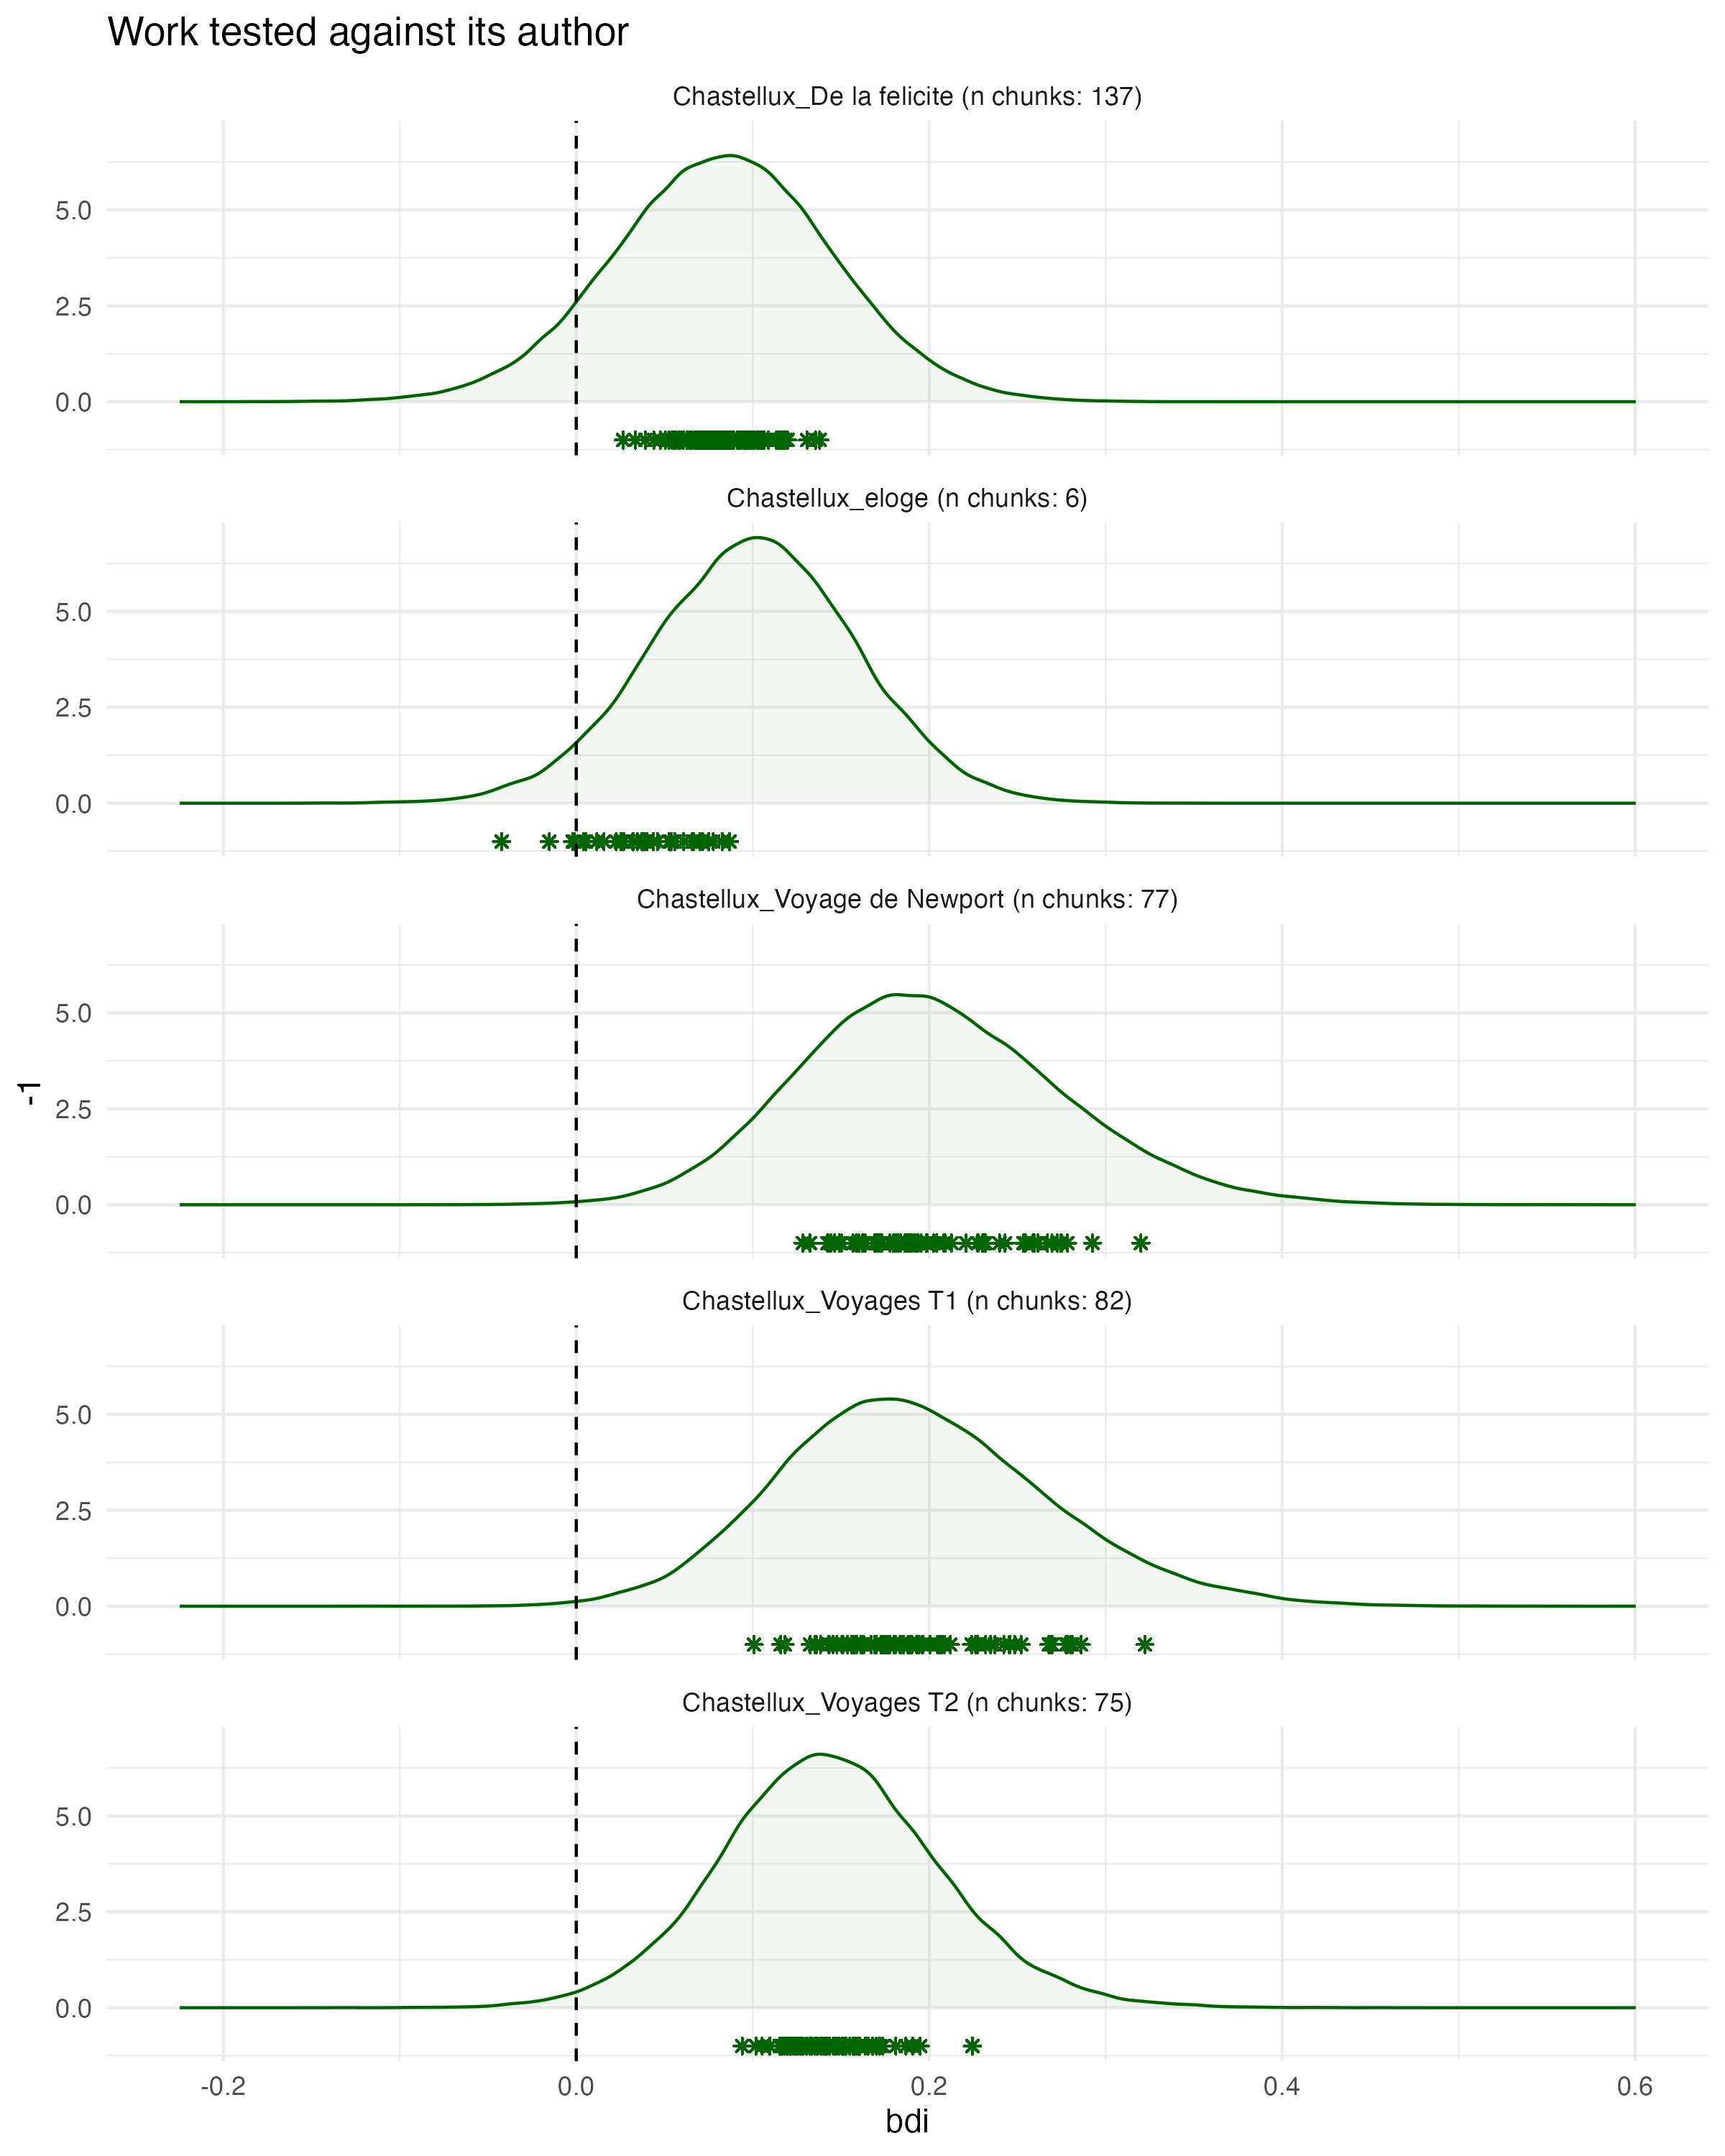 Work tested against its author
Chastellux_De la felicite (n chunks: 137)
5.0
2.5
0.0
Chastellux_eloge (n chunks: 6)
5.0
2.5
0.0
Chastellux_Voyage de Newport (n chunks: 77)
5.0
2.5
0.0
-1
Chastellux_Voyages T1 (n chunks: 82)
5.0
2.5
0.0
Chastellux_Voyages T2 (n chunks: 75)
5.0
2.5
0.0
-0.2 0.0 0.2 0.4 0.6
bdi